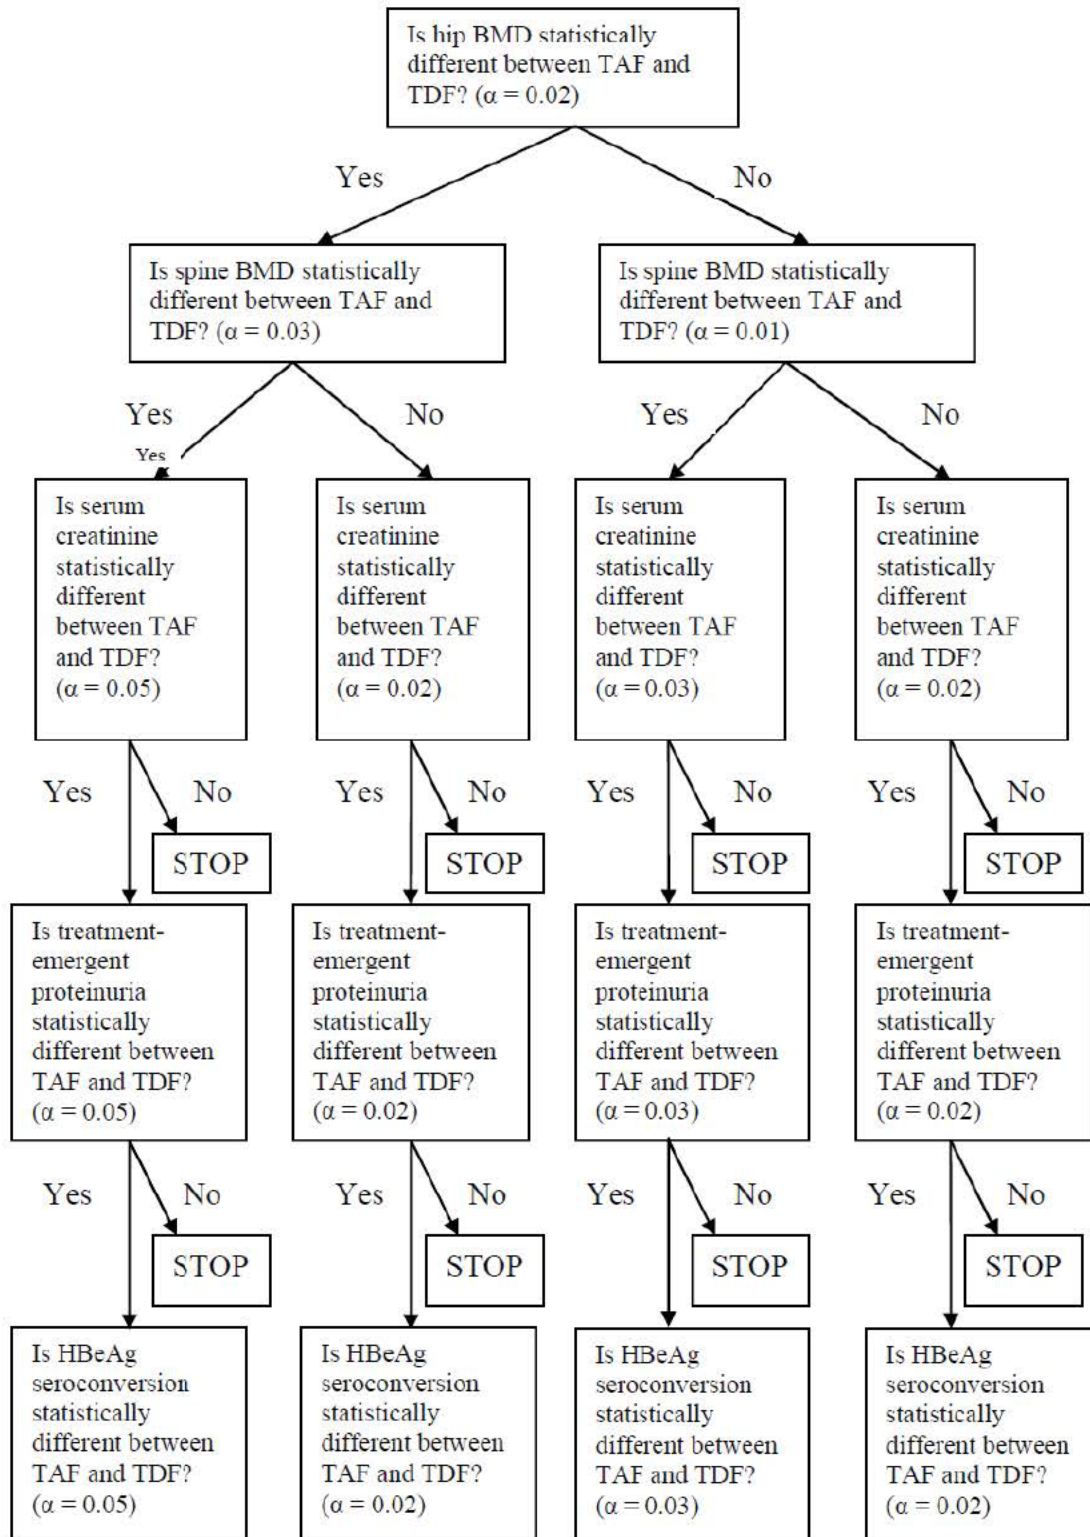 Is hip BMD statistically
different between TAF and
TDF? (α = 0.02)
Yes
No
Is spine BMD statistically
different between TAF and
TDF? (α = 0.03)
Is spine BMD statistically
different between TAF and
TDF? (α = 0.01)
Yes
No
Yes
No
Yes
Is serum
creatinine
statistically
different
between TAF
and TDF?
(α = 0.05)
Is serum
creatinine
statistically
different
between TAF
and TDF?
(α = 0.02)
Is serum
creatinine
statistically
different
between TAF
and TDF?
(α = 0.03)
Is serum
creatinine
statistically
different
between TAF
and TDF?
(α = 0.02)
Yes
No
Yes
No
Yes
No
Yes
No
STOP
STOP
STOP
STOP
Is treatment-
emergent
proteinuria
statistically
different between
TAF and TDF?
(α = 0.05)
Is treatment-
emergent
proteinuria
statistically
different between
TAF and TDF?
(α = 0.02)
Is treatment-
emergent
proteinuria
statistically
different between
TAF and TDF?
(α = 0.03)
Is treatment-
emergent
proteinuria
statistically
different between
TAF and TDF?
(α = 0.02)
Yes
No
Yes
No
Yes
No
Yes
No
STOP
STOP
STOP
STOP
Is HBeAg
seroconversion
statistically
different between
TAF and TDF?
(α = 0.05)
Is HBeAg
seroconversion
statistically
different between
TAF and TDF?
(α = 0.02)
Is HBeAg
seroconversion
statistically
different between
TAF and TDF?
(α = 0.03)
Is HBeAg
seroconversion
statistically
different between
TAF and TDF?
(α = 0.02)